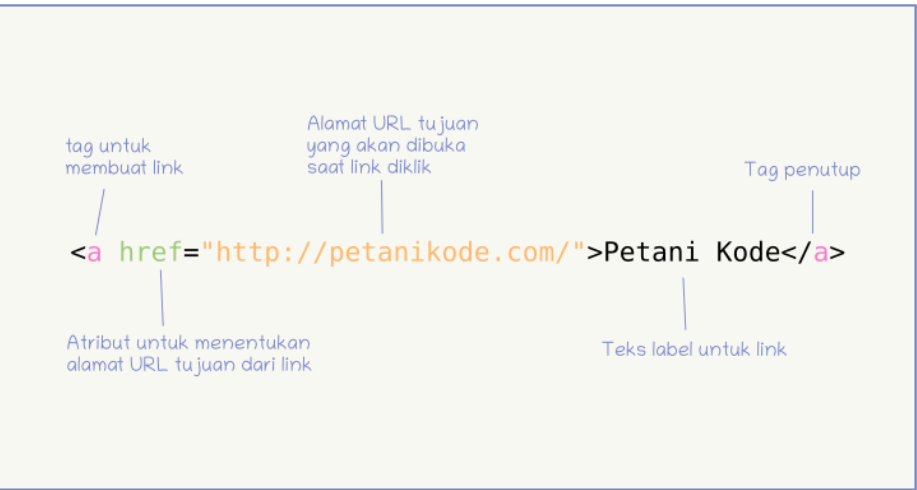 tag untuk
membuat link
Alamat URL tujuan
yang akan dibuka
saat link diklik
Tag penutup
<a href="http://petanikode.com/">Petani Kode</a>
Atribut untuk menentukan
alamat URL tujuan dari link
Teks label untuk link